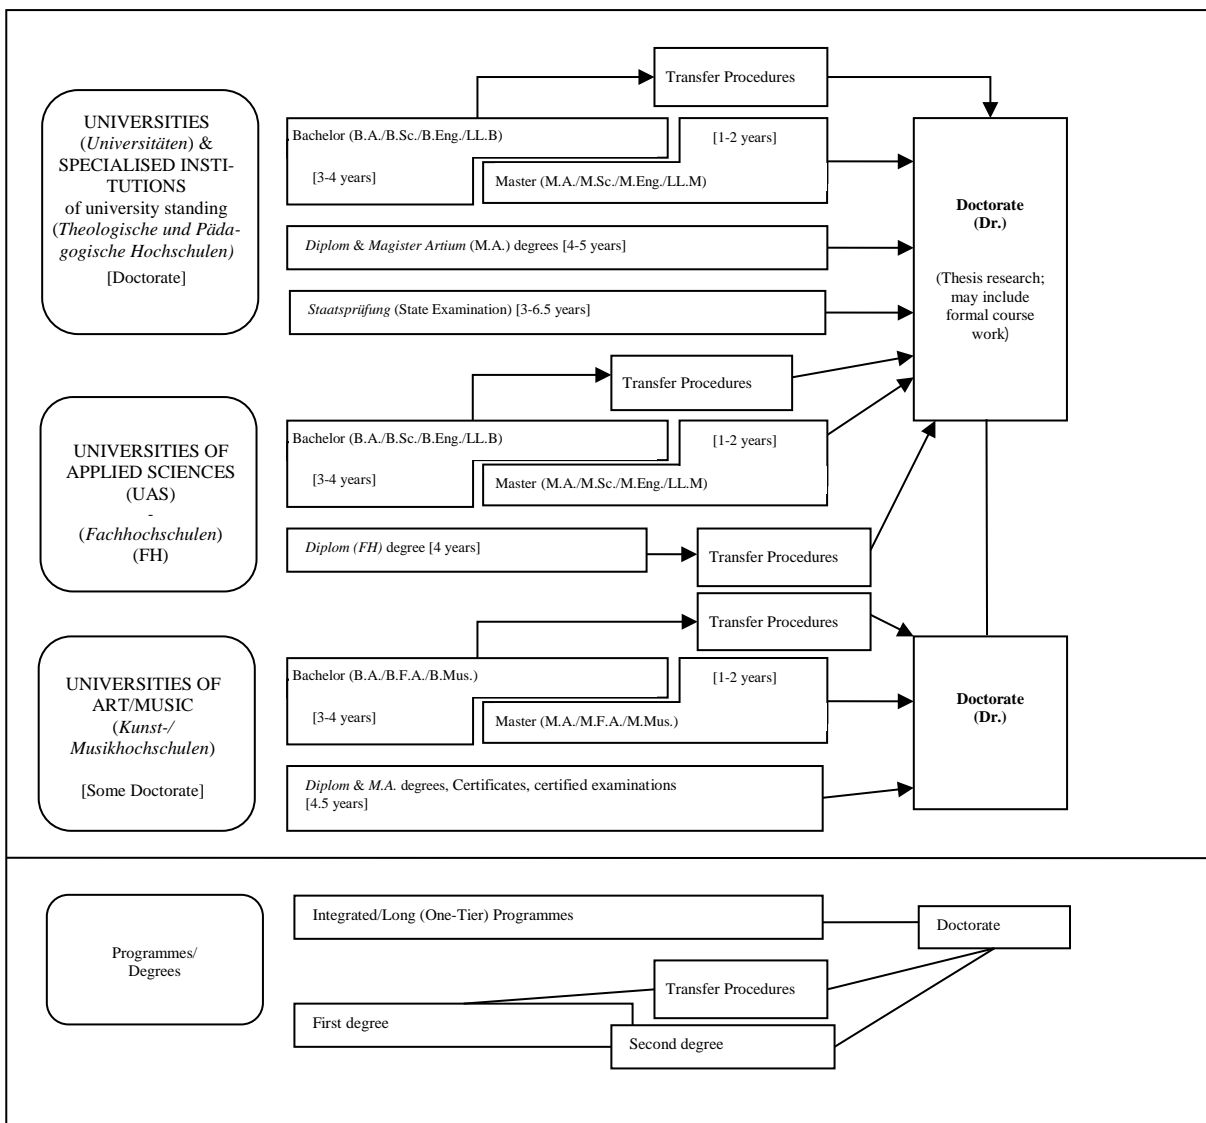 Transfer Procedures
UNIVERSITIES
(Universitäten) &
SPECIALISED INSTI-
TUTIONS
of university standing
(Theologische und Päda-
gogische Hochschulen)
[Doctorate]
Bachelor (B.A./B.Sc./B.Eng./LL.B)
[3-4 years]
[1-2 years]
Master (M.A./M.Sc./M.Eng./LL.M)
Diplom & Magister Artium (M.A.) degrees [4-5 years]
Staatsprüfung (State Examination) [3-6.5 years]
Doctorate
(Dr.)
(Thesis research;
may include
formal course
work)
Transfer Procedures
UNIVERSITIES OF
APPLIED SCIENCES
(UAS)
-
(Fachhochschulen)
(FH)
Bachelor (B.A./B.Sc./B.Eng./LL.B)
[3-4 years]
[1-2 years]
Master (M.A./M.Sc./M.Eng./LL.M)
Diplom (FH) degree [4 years]
Transfer Procedures
Transfer Procedures
UNIVERSITIES OF
ART/MUSIC
(Kunst-/
Musikhochschulen)
[Some Doctorate]
Bachelor (B.A./B.F.A./B.Mus.)
[3-4 years]
[1-2 years]
Master (M.A./M.F.A./M.Mus.)
Diplom & M.A. degrees, Certificates, certified examinations
[4.5 years]
Doctorate
(Dr.)
Programmes/
Degrees
Integrated/Long (One-Tier) Programmes
Doctorate
Transfer Procedures
First degree
Second degree